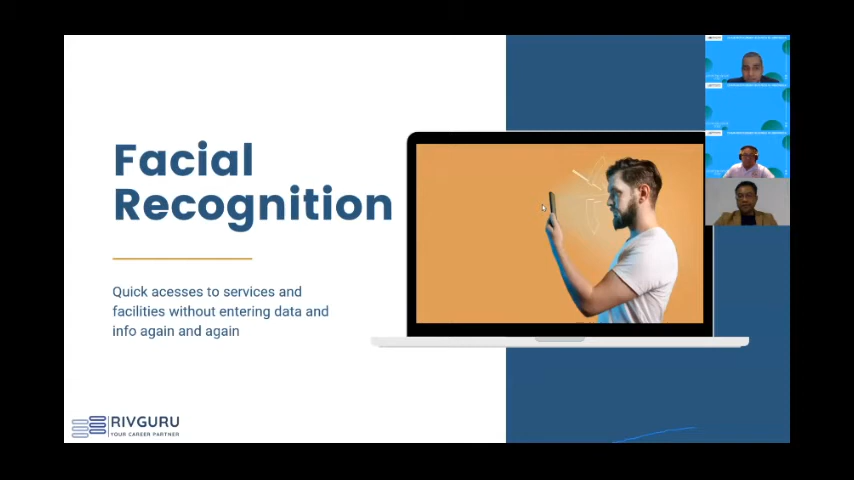 Facial
Recognition
Quick acesses to services and
facilities without entering data and
info again and again
RIVGURU
YOUR CAREER PARTNER